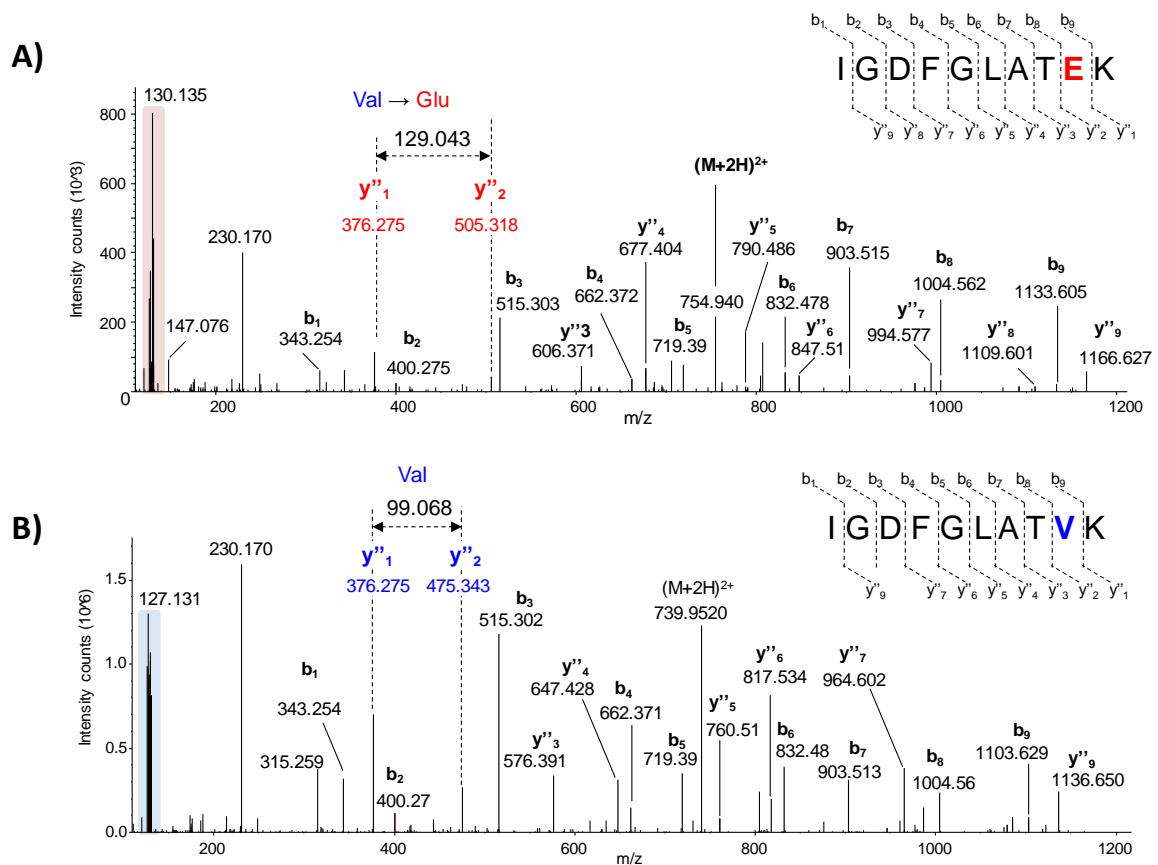 A)
b1 b2 b3 b4 b5 b6 b7 b8 b9
IGDFGLATEK
y"9 y"8 y"7 y"6 y"5 y"4 y"3 y"2 y"1
Val → Glu
129.043
y"1 y"2
376.275 505.318
130.135
230.170
147.076
b1
343.254
b2
400.275
b3
515.303
y"3
606.371
b4
662.372
y"4
677.404
b5
719.39
(M+2H)2+
754.940
y"5
790.486
b6
832.478
y"6
847.51
b7
903.515
y"7
994.577
b8
1004.562
y"8
1109.601
b9
1133.605
y"9
1166.627
Intensity counts (10^3)
800
600
400
200
0
200 400 600 800 1000 1200
m/z
B)
b1 b2 b3 b4 b5 b6 b7 b8 b9
IGDFGLATVK
y"9 y"7 y"6 y"5 y"4 y"3 y"2 y"1
Val
99.068
y"1 y"2
376.275 475.343
127.131
230.170
315.259
b1
343.254
b2
400.27
b3
515.302
y"3
576.391
y"4
647.428
b4
662.371
b5
719.39
(M+2H)2+
739.9520
y"5
760.51
y"6
817.534
b6
832.48
b7
903.513
y"7
964.602
b8
1004.56
b9
1103.629
y"9
1136.650
Intensity counts (10^6)
1.5
1.0
0.5
0.0
200 400 600 800 1000 1200
m/z